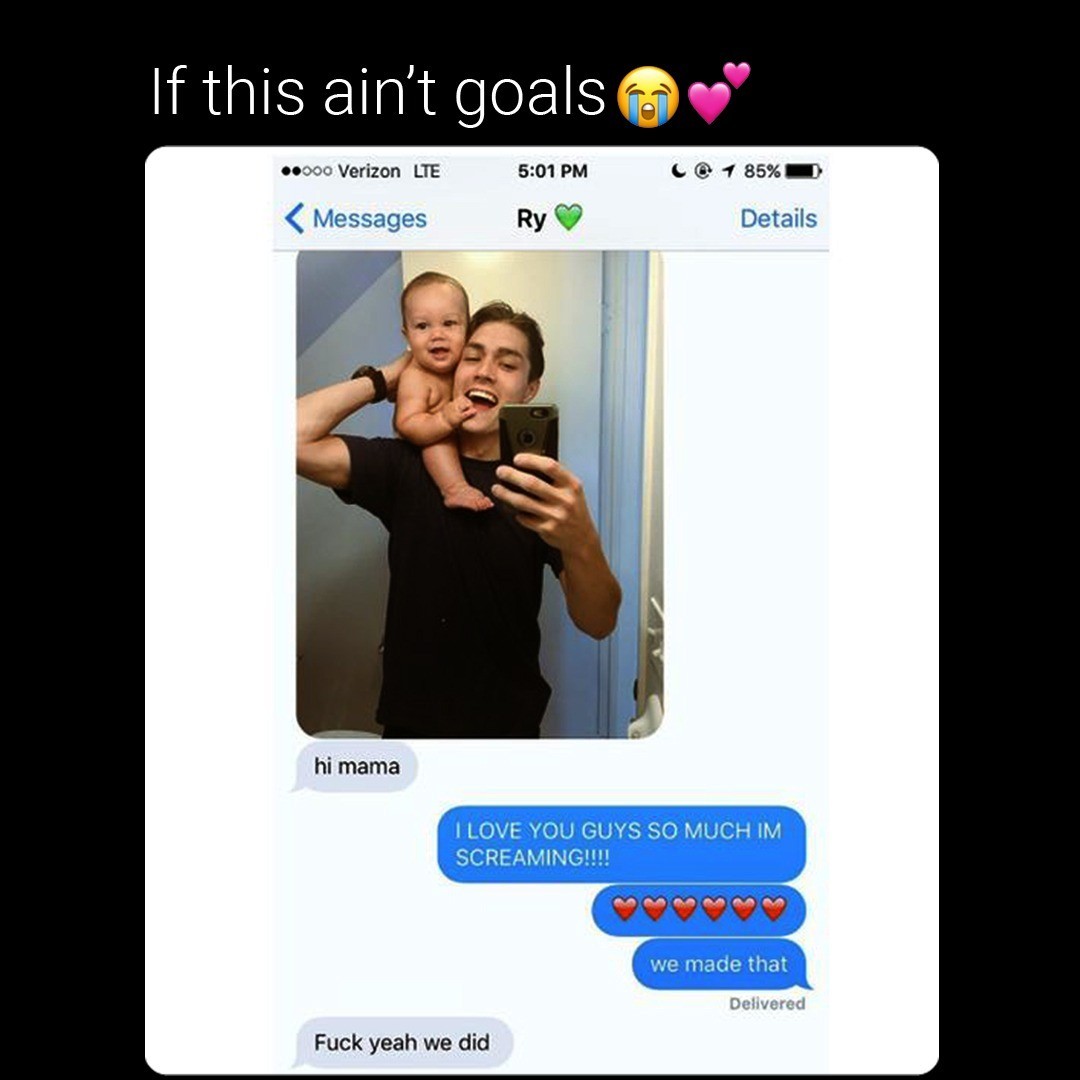 If this ain’t goals😭💕
●●○○○ Verizon LTE 5:01 PM 85%
Messages Ry 💚 Details
hi mama
I LOVE YOU GUYS SO MUCH IM
SCREAMING!!!!
❤️❤️❤️❤️❤️❤️
we made that
Delivered
Fuck yeah we did